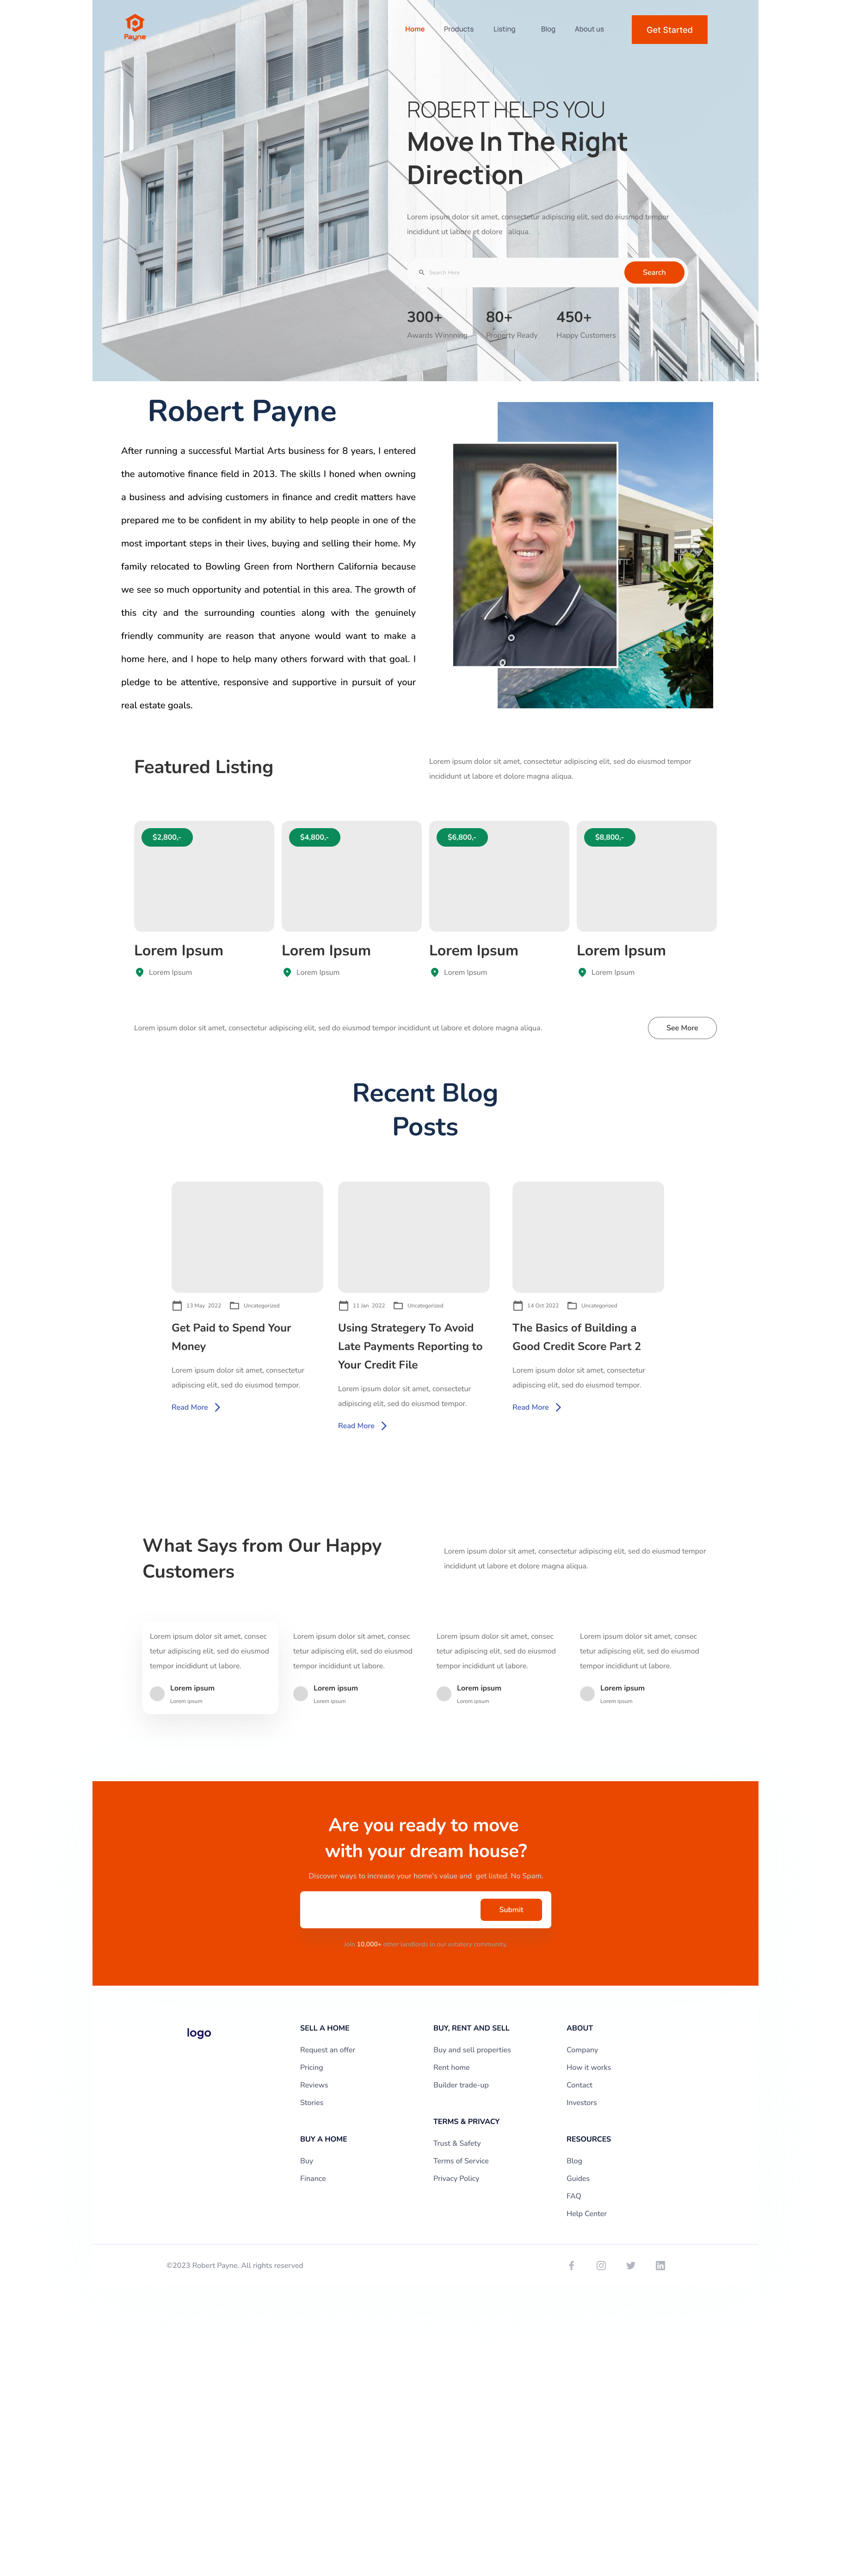 Payne
Home Products Listing Blog About us Get Started
ROBERT HELPS YOU
Move In The Right
Direction
Lorem ipsum dolor sit amet, consectetur adipiscing elit, sed do eiusmod tempor
incididunt ut labore et dolore aliqua.
Search Here Search
300+ 80+ 450+
Awards Winnning Property Ready Happy Customers
Robert Payne
After running a successful Martial Arts business for 8 years, I entered
the automotive finance field in 2013. The skills I honed when owning
a business and advising customers in finance and credit matters have
prepared me to be confident in my ability to help people in one of the
most important steps in their lives, buying and selling their home. My
family relocated to Bowling Green from Northern California because
we see so much opportunity and potential in this area. The growth of
this city and the surrounding counties along with the genuinely
friendly community are reason that anyone would want to make a
home here, and I hope to help many others forward with that goal. I
pledge to be attentive, responsive and supportive in pursuit of your
real estate goals.
Featured Listing
Lorem ipsum dolor sit amet, consectetur adipiscing elit, sed do eiusmod tempor
incididunt ut labore et dolore magna aliqua.
$2,800,- $4,800,- $6,800,- $8,800,-
Lorem Ipsum Lorem Ipsum Lorem Ipsum Lorem Ipsum
Lorem Ipsum Lorem Ipsum Lorem Ipsum Lorem Ipsum
Lorem ipsum dolor sit amet, consectetur adipiscing elit, sed do eiusmod tempor incididunt ut labore et dolore magna aliqua. See More
Recent Blog
Posts
13 May 2022 Uncategorized
Get Paid to Spend Your
Money
Lorem ipsum dolor sit amet, consectetur
adipiscing elit, sed do eiusmod tempor.
Read More
11 Jan 2022 Uncategorized
Using Strategery To Avoid
Late Payments Reporting to
Your Credit File
Lorem ipsum dolor sit amet, consectetur
adipiscing elit, sed do eiusmod tempor.
Read More
14 Oct 2022 Uncategorized
The Basics of Building a
Good Credit Score Part 2
Lorem ipsum dolor sit amet, consectetur
adipiscing elit, sed do eiusmod tempor.
Read More
What Says from Our Happy
Customers
Lorem ipsum dolor sit amet, consectetur adipiscing elit, sed do eiusmod tempor
incididunt ut labore et dolore magna aliqua.
Lorem ipsum dolor sit amet, consec
tetur adipiscing elit, sed do eiusmod
tempor incididunt ut labore.
Lorem ipsum
Lorem ipsum
Lorem ipsum dolor sit amet, consec
tetur adipiscing elit, sed do eiusmod
tempor incididunt ut labore.
Lorem ipsum
Lorem ipsum
Lorem ipsum dolor sit amet, consec
tetur adipiscing elit, sed do eiusmod
tempor incididunt ut labore.
Lorem ipsum
Lorem ipsum
Lorem ipsum dolor sit amet, consec
tetur adipiscing elit, sed do eiusmod
tempor incididunt ut labore.
Lorem ipsum
Lorem ipsum
Are you ready to move
with your dream house?
Discover ways to increase your home's value and get listed. No Spam.
Submit
Join 10,000+ other landlords in our estatery community.
logo
SELL A HOME
Request an offer
Pricing
Reviews
Stories
BUY A HOME
Buy
Finance
BUY, RENT AND SELL
Buy and sell properties
Rent home
Builder trade-up
TERMS & PRIVACY
Trust & Safety
Terms of Service
Privacy Policy
ABOUT
Company
How it works
Contact
Investors
RESOURCES
Blog
Guides
FAQ
Help Center
©2023 Robert Payne. All rights reserved